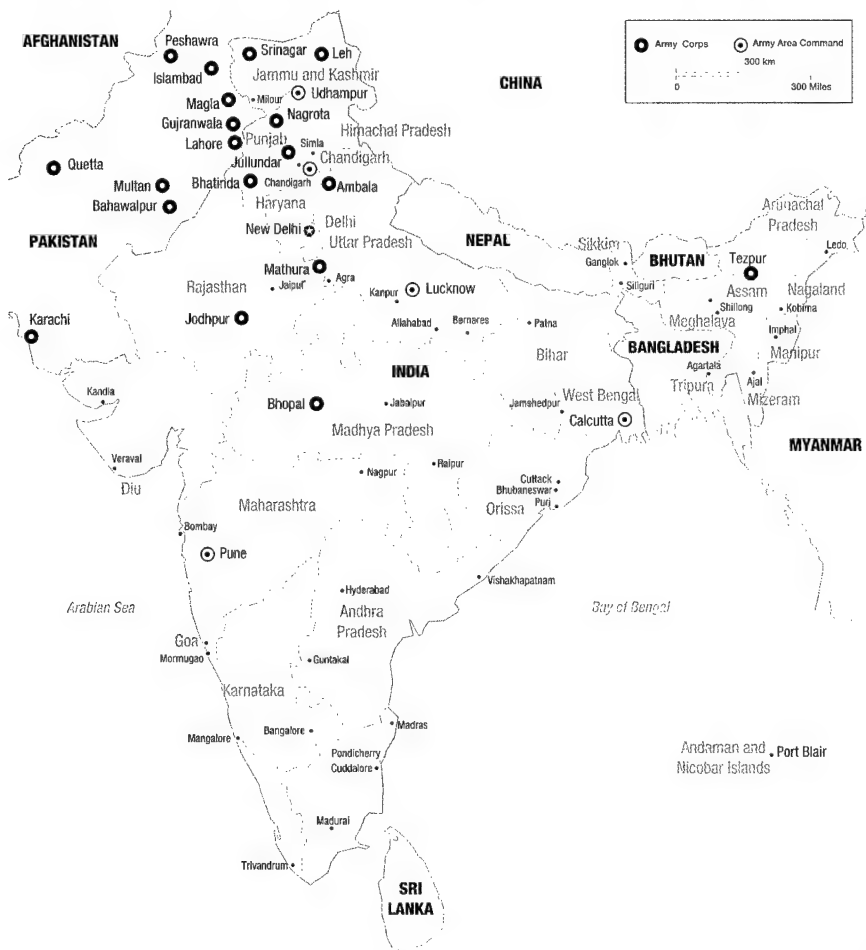 AFGHANISTAN
Peshawra
Srinagar
Leh
Army Corps
Army Area Command
300 km
0
300 Miles
Islambad
Jammu and Kashmir
Udhampur
CHINA
Magla
Milour
Gujranwala
Nagrota
Himachal Pradesh
Lahore
Punjab
Simla
Quetta
Jullundar
Chandigarh
Multan
Bhatinda
Chandigarh
Ambala
Bahawalpur
Haryana
Arunachal
Pradesh
PAKISTAN
New Delhi
Delhi
Uttar Pradesh
NEPAL
Sikkim
Gangtok
BHUTAN
Tezpur
Ledo
Mathura
Rajasthan
Jaipur
Agra
Kanpur
Lucknow
Siliguri
Assam
Nagaland
Shillong
Kohima
Karachi
Jodhpur
Allahabad
Bernares
Patna
Meghalaya
Imphal
Bihar
BANGLADESH
Manipur
INDIA
Agartala
Tripura
Ajal
Mizeram
Kandla
Bhopal
Jabalpur
Jamshedpur
West Bengal
Calcutta
Madhya Pradesh
MYANMAR
Veraval
Diu
Nagpur
Raipur
Cuttack
Bhubaneswar
Puri
Maharashtra
Orissa
Bombay
Pune
Vishakhapatnam
Hyderabad
Arabian Sea
Andhra
Pradesh
Bay of Bengal
Goa
Mormugao
Guntakal
Karnataka
Madras
Mangalore
Bangalore
Pondicherry
Cuddalore
Andaman and
Nicobar Islands
Port Blair
Madurai
Trivandrum
SRI
LANKA